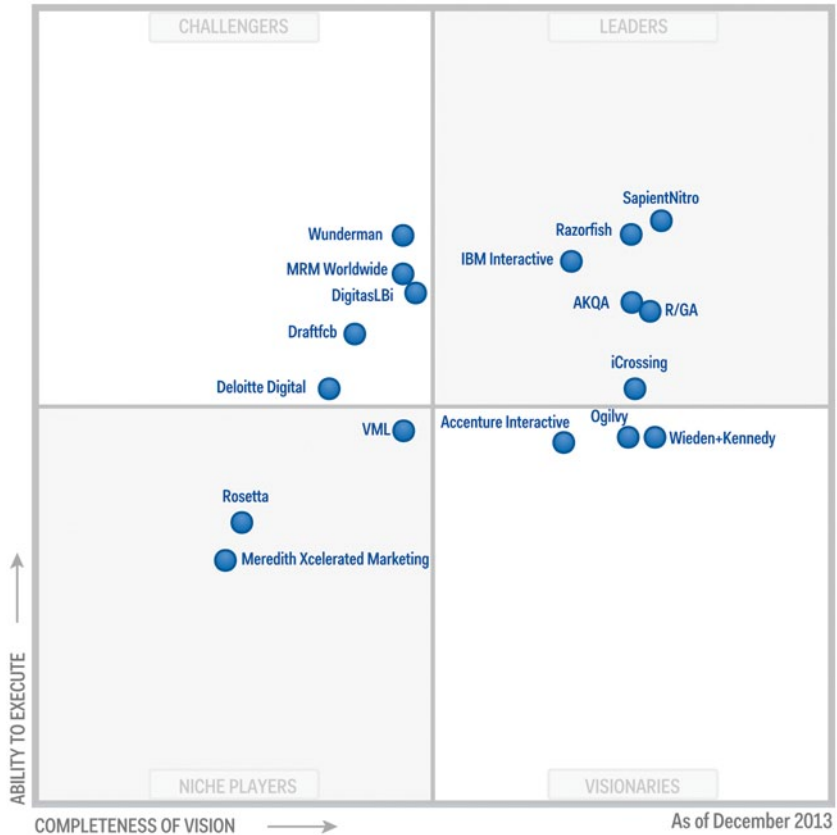 CHALLENGERS
LEADERS
SapientNitro
Wunderman
Razorfish
IBM Interactive
MRM Worldwide
DigitasLBi
AKQA
R/GA
Draftfcb
iCrossing
Deloitte Digital
Ogilvy
Accenture Interactive
VML
Wieden+Kennedy
Rosetta
Meredith Xcelerated Marketing
ABILITY TO EXECUTE
NICHE PLAYERS
VISIONARIES
COMPLETENESS OF VISION
As of December 2013